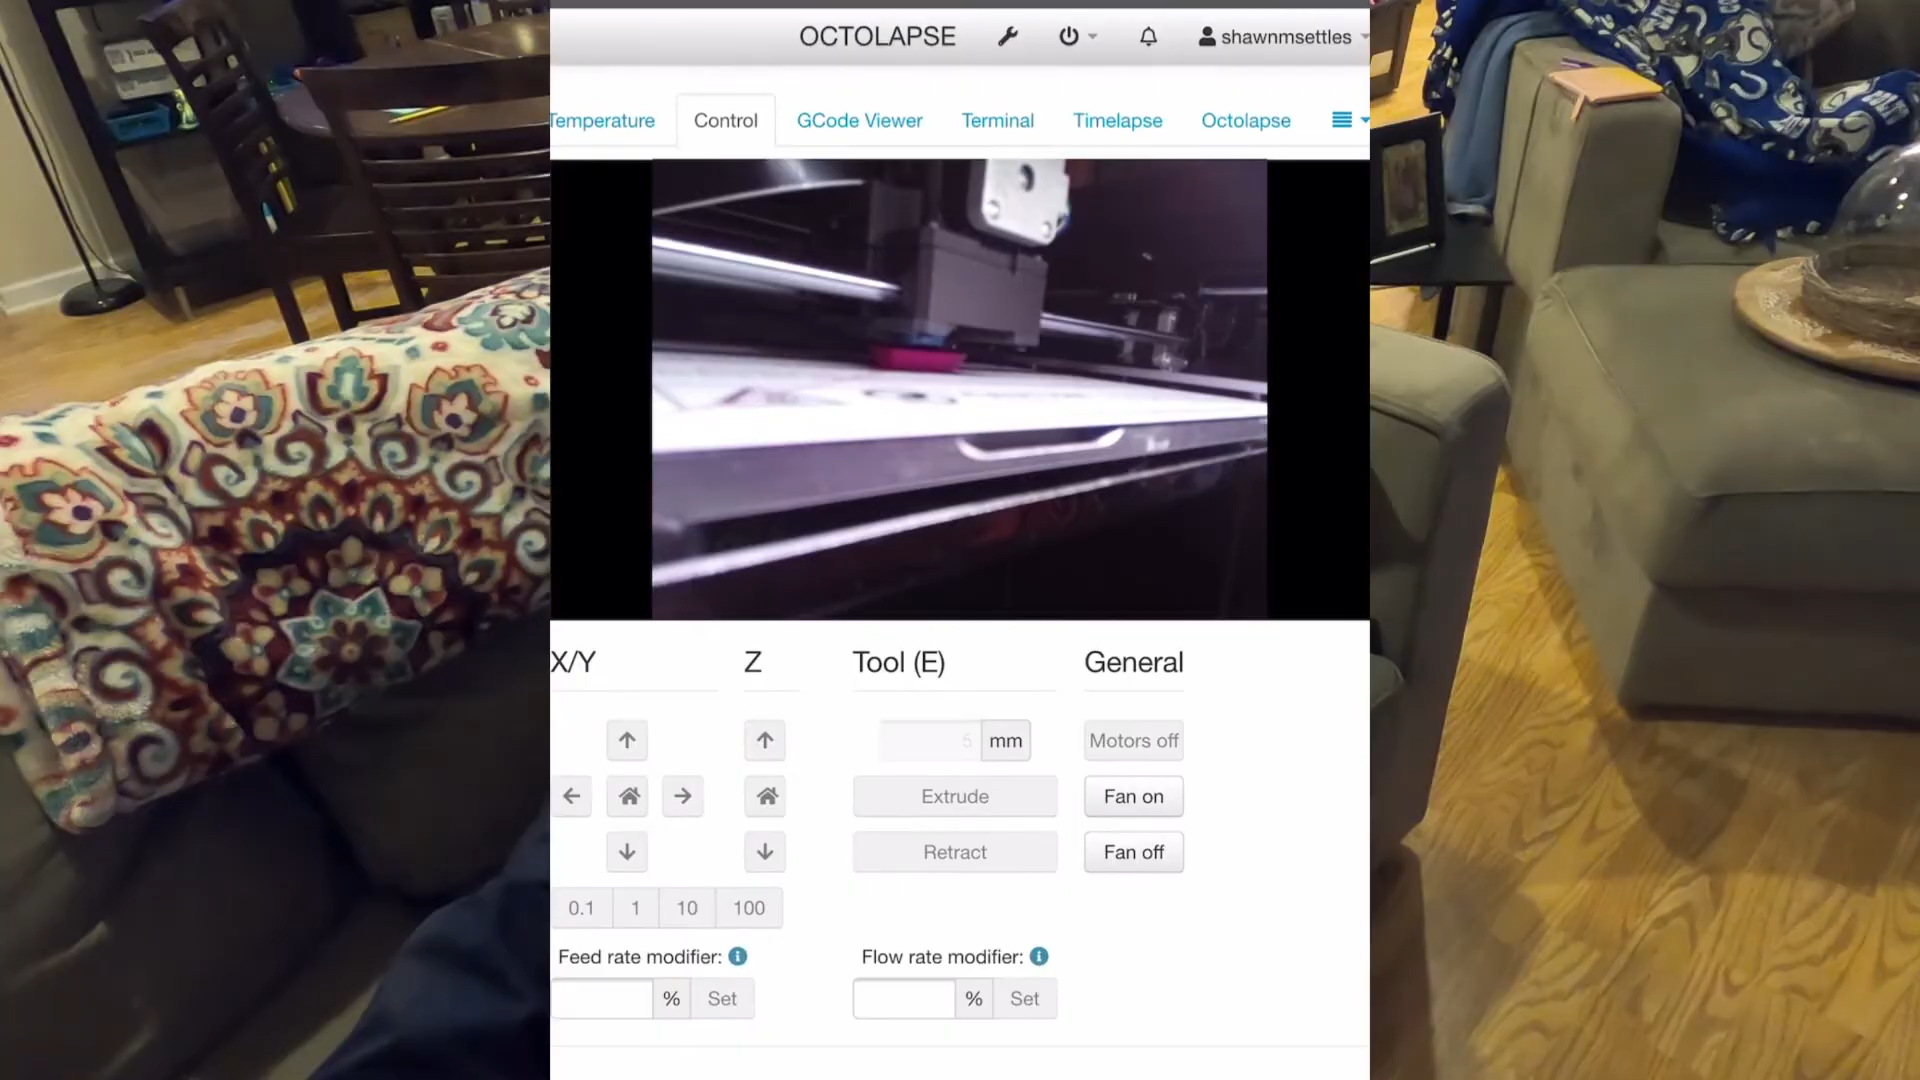 OCTOLAPSE shawnmsettles
Temperature Control GCode Viewer Terminal Timelapse Octolapse
X/Y Z Tool (E) General
5 mm Motors off
Extrude Fan on
Retract Fan off
0.1 1 10 100
Feed rate modifier: Flow rate modifier:
% Set % Set